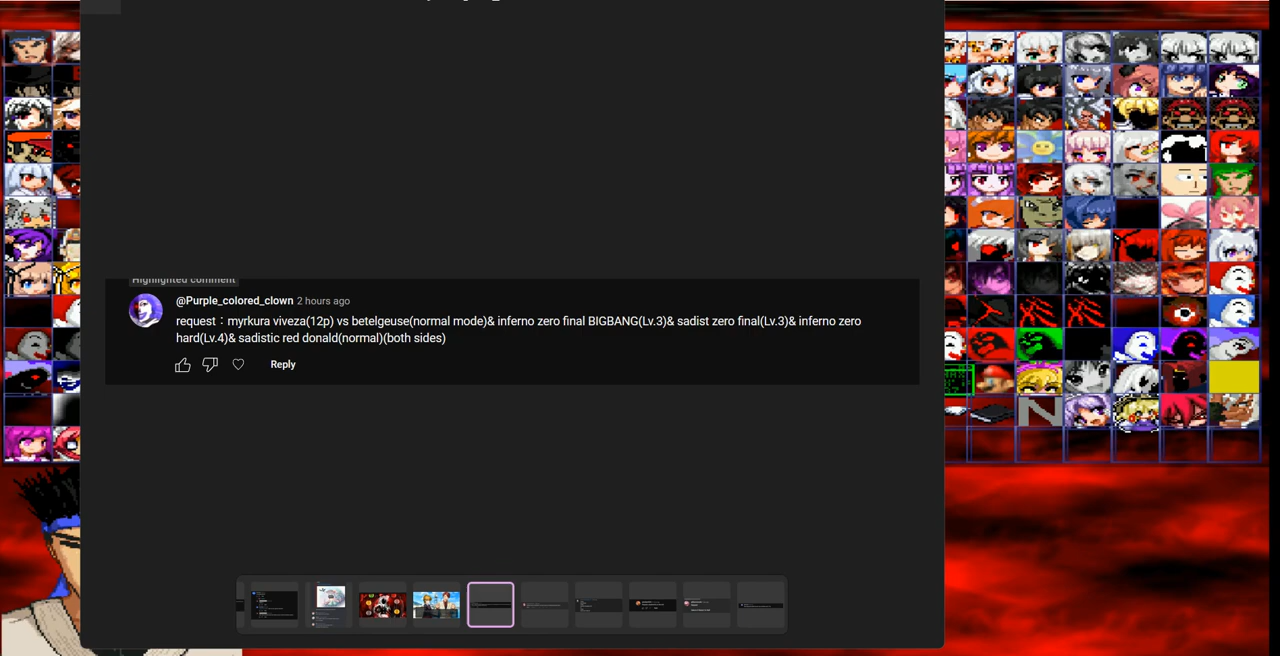 Highlighted comment
@Purple_colored_clown 2 hours ago
request：myrkura viveza(12p) vs betelgeuse(normal mode)& inferno zero final BIGBANG(Lv.3)& sadist zero final(Lv.3)& inferno zero
hard(Lv.4)& sadistic red donald(normal)(both sides)
Reply